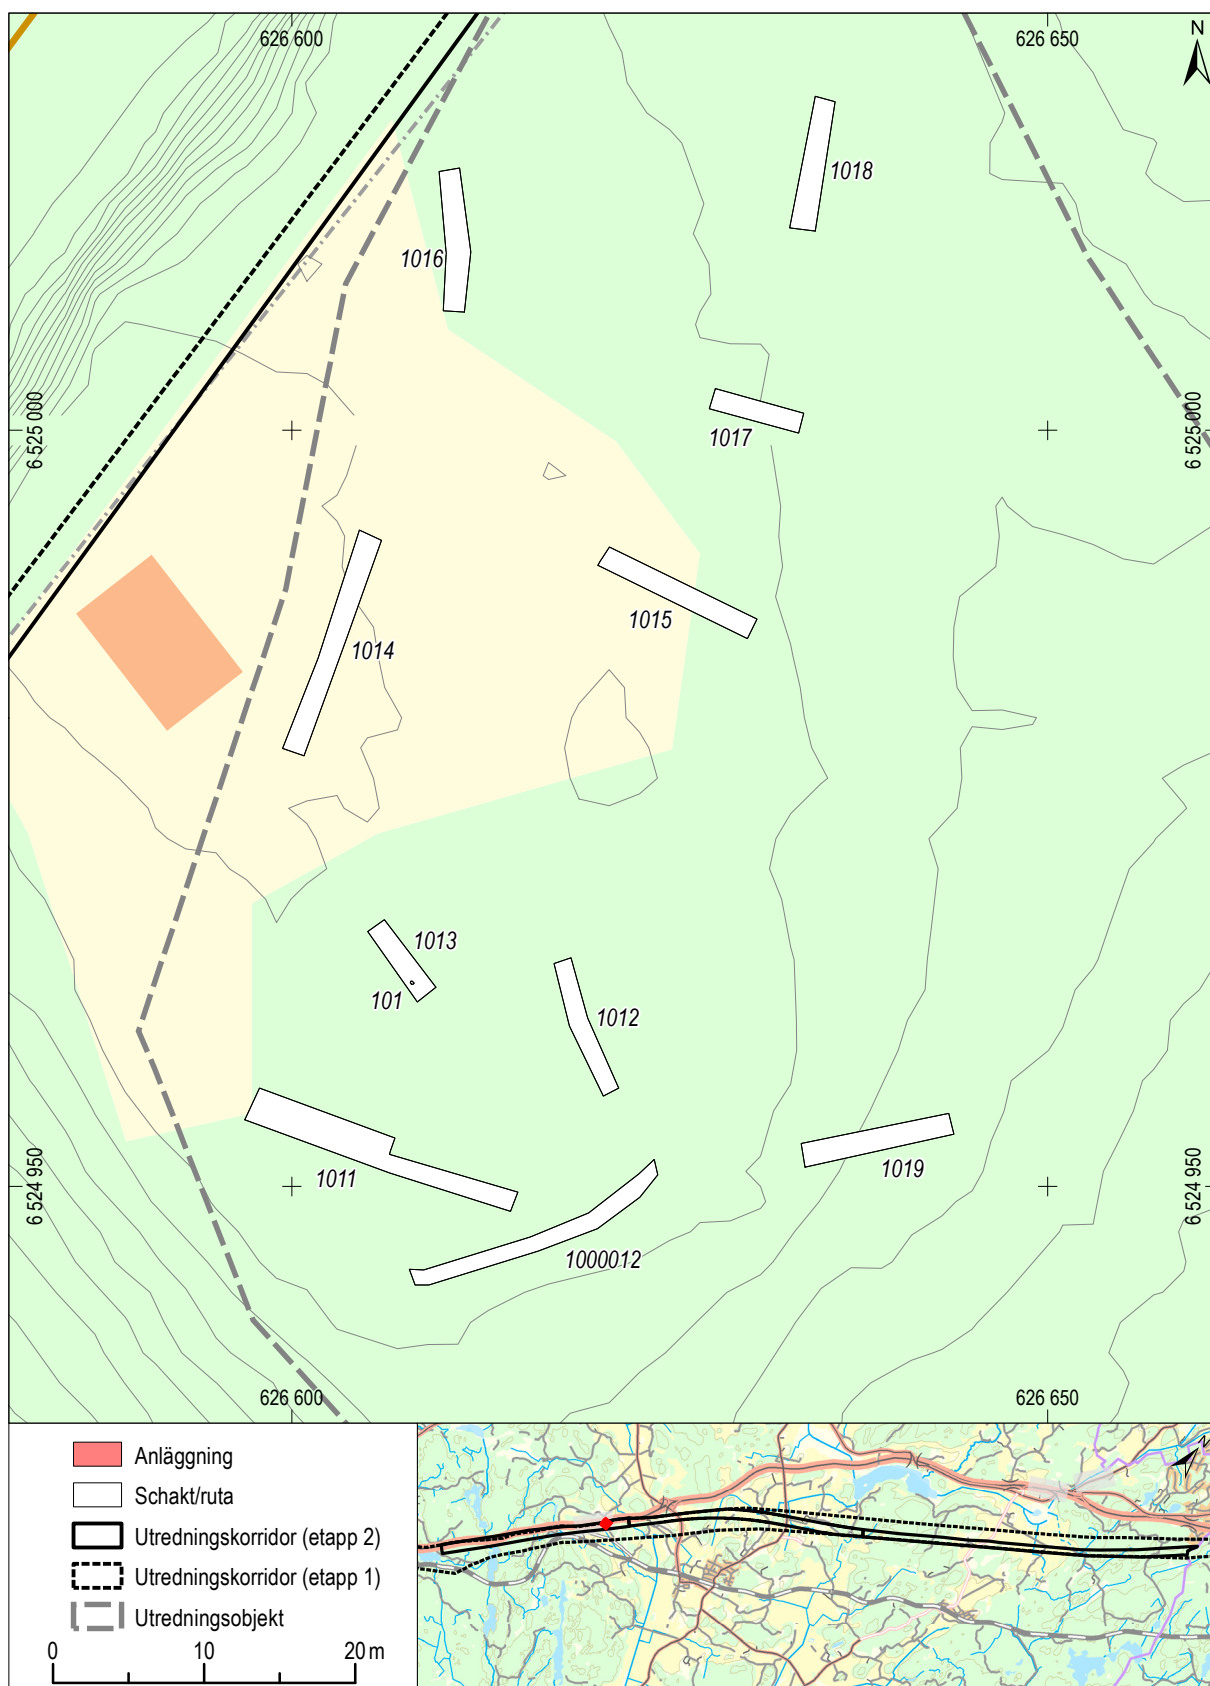 626 600
626 650
N
1018
1016
6 525 000
6 525 000
1017
1015
1014
1013
101
1012
1011
1019
6 524 950
6 524 950
1000012
626 600
626 650
Anläggning
Schakt/ruta
Utredningskorridor (etapp 2)
Utredningskorridor (etapp 1)
Utredningsobjekt
0 10 20 m
N